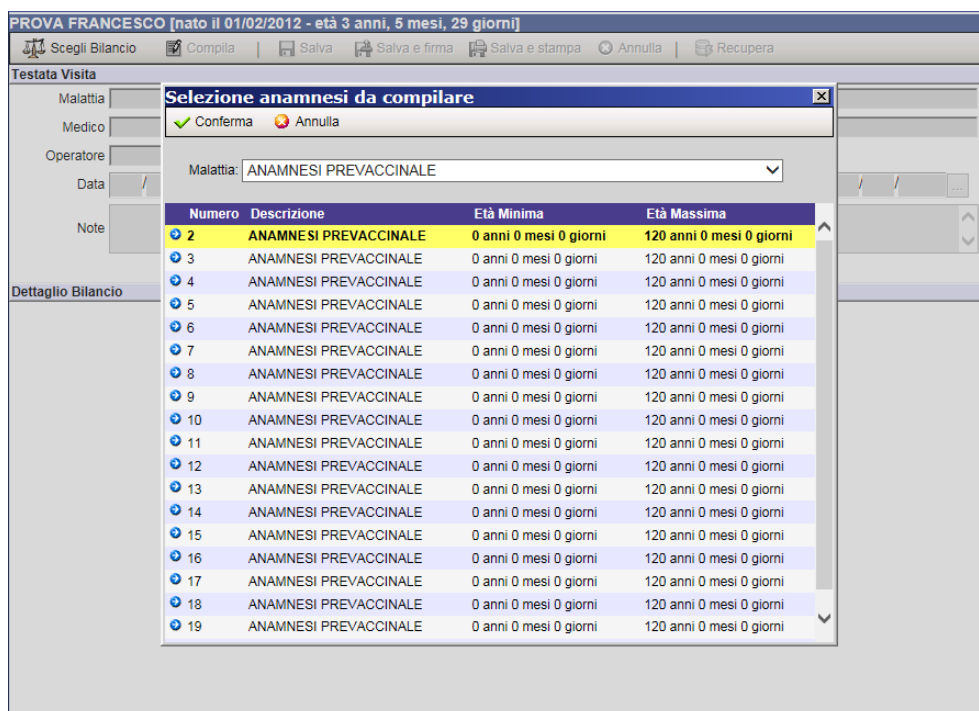 PROVA FRANCESCO [nato il 01/02/2012 - età 3 anni, 5 mesi, 29 giorni]
Scegli Bilancio Compila | Salva Salva e firma Salva e stampa Annulla | Recupera
Testata Visita
Malattia
Medico
Operatore
Data / / /
Note
Dettaglio Bilancio
Selezione anamnesi da compilare
Conferma Annulla
Malattia: ANAMNESI PREVACCINALE
Numero Descrizione Età Minima Età Massima
2 ANAMNESI PREVACCINALE 0 anni 0 mesi 0 giorni 120 anni 0 mesi 0 giorni
3 ANAMNESI PREVACCINALE 0 anni 0 mesi 0 giorni 120 anni 0 mesi 0 giorni
4 ANAMNESI PREVACCINALE 0 anni 0 mesi 0 giorni 120 anni 0 mesi 0 giorni
5 ANAMNESI PREVACCINALE 0 anni 0 mesi 0 giorni 120 anni 0 mesi 0 giorni
6 ANAMNESI PREVACCINALE 0 anni 0 mesi 0 giorni 120 anni 0 mesi 0 giorni
7 ANAMNESI PREVACCINALE 0 anni 0 mesi 0 giorni 120 anni 0 mesi 0 giorni
8 ANAMNESI PREVACCINALE 0 anni 0 mesi 0 giorni 120 anni 0 mesi 0 giorni
9 ANAMNESI PREVACCINALE 0 anni 0 mesi 0 giorni 120 anni 0 mesi 0 giorni
10 ANAMNESI PREVACCINALE 0 anni 0 mesi 0 giorni 120 anni 0 mesi 0 giorni
11 ANAMNESI PREVACCINALE 0 anni 0 mesi 0 giorni 120 anni 0 mesi 0 giorni
12 ANAMNESI PREVACCINALE 0 anni 0 mesi 0 giorni 120 anni 0 mesi 0 giorni
13 ANAMNESI PREVACCINALE 0 anni 0 mesi 0 giorni 120 anni 0 mesi 0 giorni
14 ANAMNESI PREVACCINALE 0 anni 0 mesi 0 giorni 120 anni 0 mesi 0 giorni
15 ANAMNESI PREVACCINALE 0 anni 0 mesi 0 giorni 120 anni 0 mesi 0 giorni
16 ANAMNESI PREVACCINALE 0 anni 0 mesi 0 giorni 120 anni 0 mesi 0 giorni
17 ANAMNESI PREVACCINALE 0 anni 0 mesi 0 giorni 120 anni 0 mesi 0 giorni
18 ANAMNESI PREVACCINALE 0 anni 0 mesi 0 giorni 120 anni 0 mesi 0 giorni
19 ANAMNESI PREVACCINALE 0 anni 0 mesi 0 giorni 120 anni 0 mesi 0 giorni